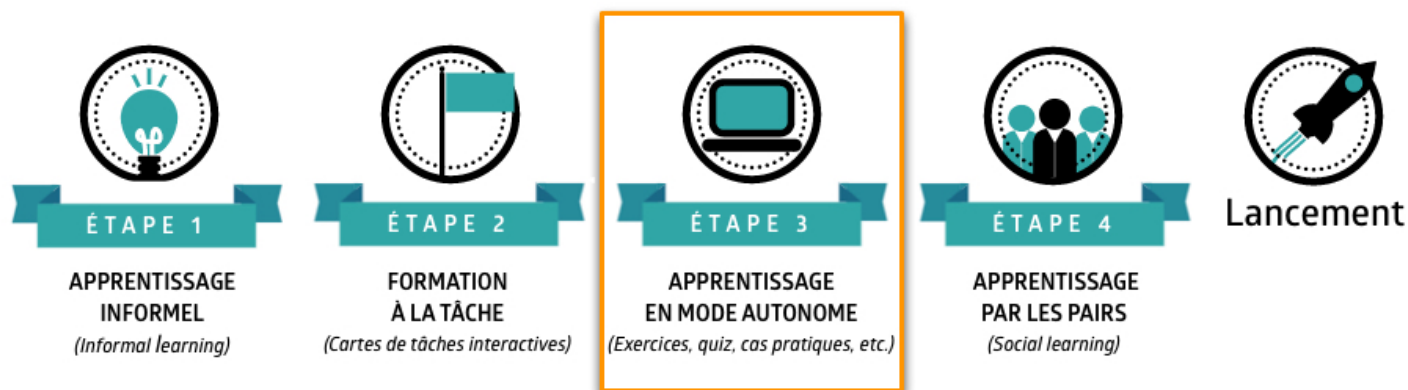 ÉTAPE 1
APPRENTISSAGE
INFORMEL
(Informal learning)
ÉTAPE 2
FORMATION
À LA TÂCHE
(Cartes de tâches interactives)
ÉTAPE 3
APPRENTISSAGE
EN MODE AUTONOME
(Exercices, quiz, cas pratiques, etc.)
ÉTAPE 4
APPRENTISSAGE
PAR LES PAIRS
(Social learning)
Lancement